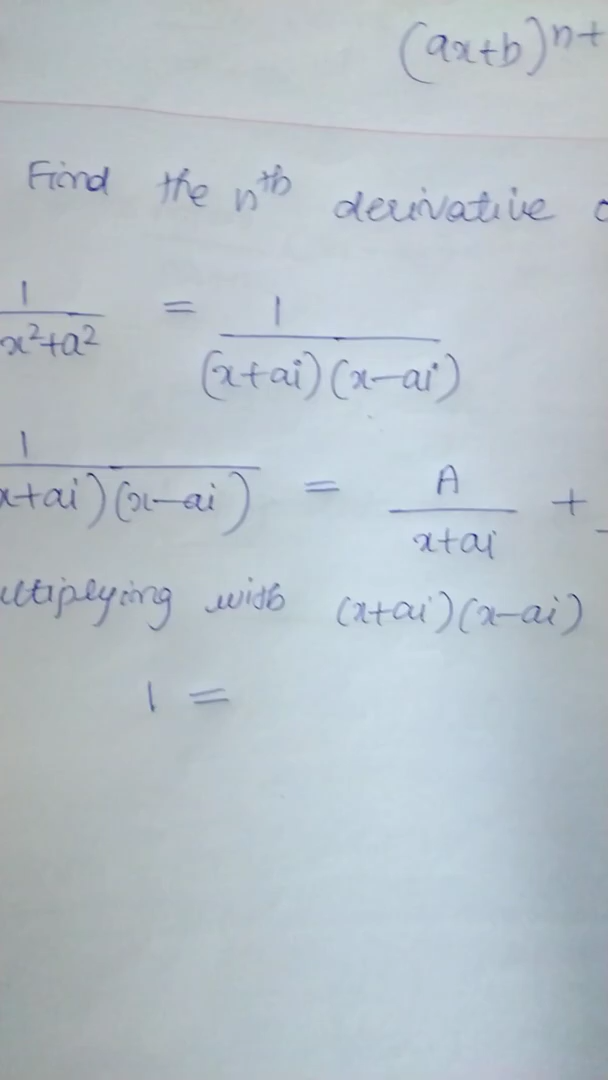 (ax+b)ⁿ⁺
Find the nᵗʰ derivative
1/(x²+a²) = 1/((x+ai)(x-ai))
1/(x+ai)(x-ai) = A/(x+ai) +
ultiplying with (x+ai)(x-ai)
1 =